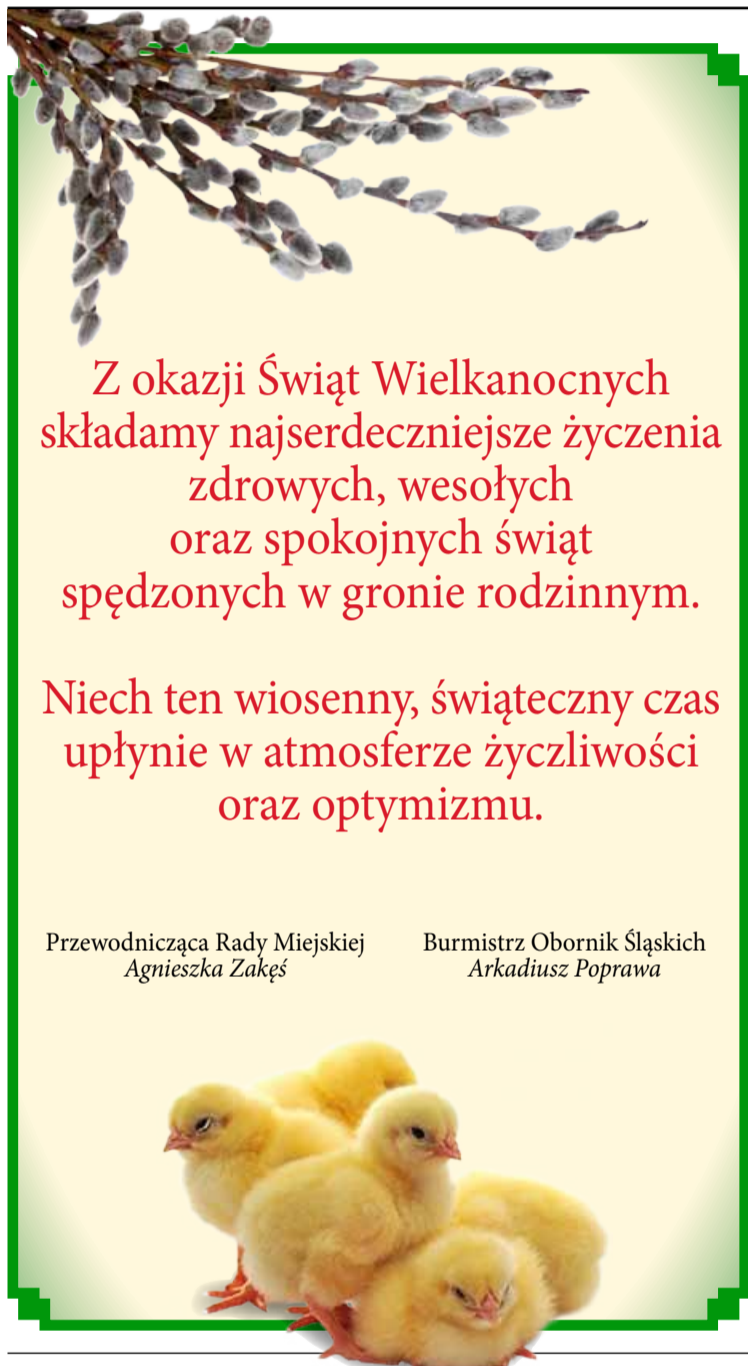 Z okazji Świąt Wielkanocnych
składamy najserdeczniejsze życzenia
zdrowych, wesołych
oraz spokojnych świąt
spędzonych w gronie rodzinnym.
Niech ten wiosenny, świąteczny czas
upłynie w atmosferze życzliwości
oraz optymizmu.
Przewodnicząca Rady Miejskiej
Agnieszka Zakęś
Burmistrz Obornik Śląskich
Arkadiusz Poprawa